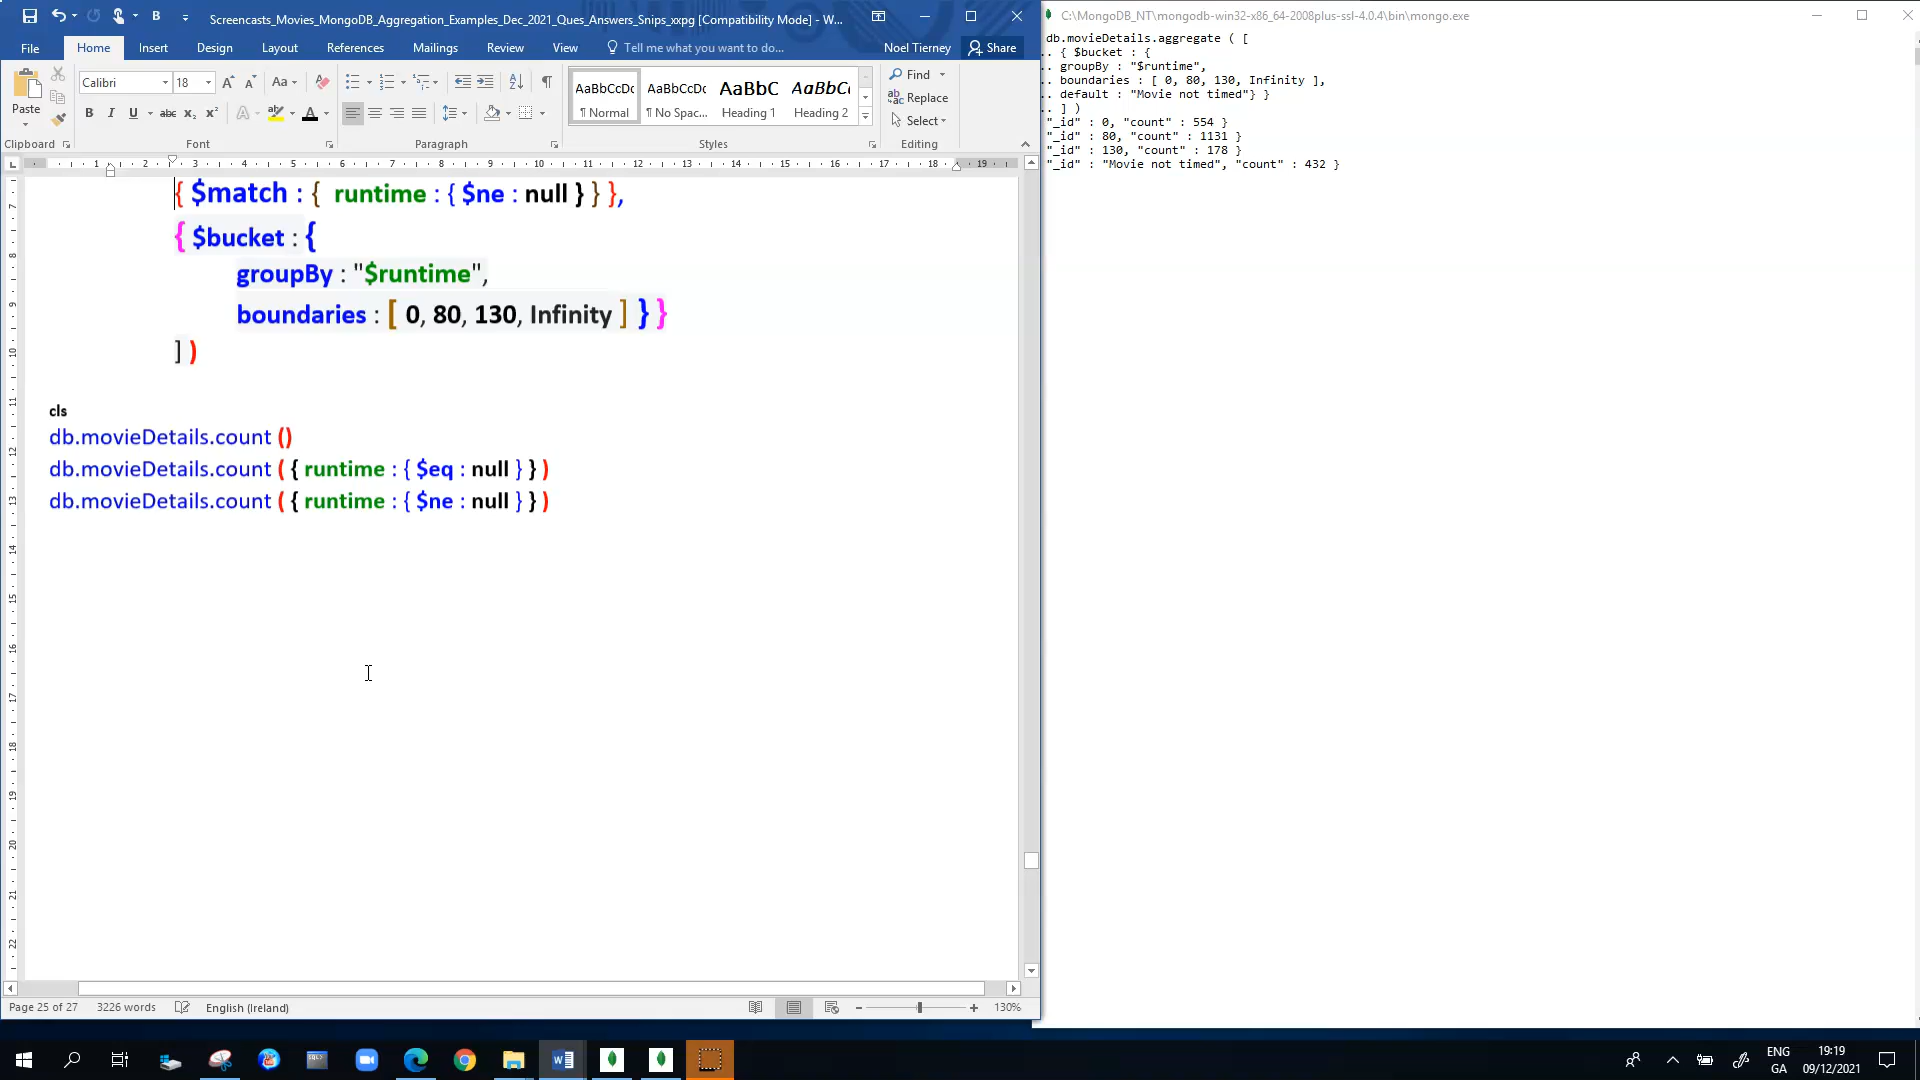 Screencasts_Movies_MongoDB_Aggregation_Examples_Dec_2021_Ques_Answers_Snips_xxpg [Compatibility Mode] - W...
File Home Insert Design Layout References Mailings Review View Tell me what you want to do... Noel Tierney Share
Paste
Calibri 18
AaBbCcDc AaBbCcDc AaBbC AaBbC
¶ Normal ¶ No Spac... Heading 1 Heading 2
Find
Replace
Select
Clipboard Font Paragraph Styles Editing
{ $match : { runtime : { $ne : null } } },
{ $bucket : {
groupBy : "$runtime",
boundaries : [ 0, 80, 130, Infinity ] } }
] )
cls
db.movieDetails.count ()
db.movieDetails.count ( { runtime : { $eq : null } } )
db.movieDetails.count ( { runtime : { $ne : null } } )
Page 25 of 27 3226 words English (Ireland) 130%
C:\MongoDB_NT\mongodb-win32-x86_64-2008plus-ssl-4.0.4\bin\mongo.exe
db.movieDetails.aggregate ( [
.. { $bucket : {
.. groupBy : "$runtime",
.. boundaries : [ 0, 80, 130, Infinity ],
.. default : "Movie not timed"} }
.. ] )
"_id" : 0, "count" : 554 }
"_id" : 80, "count" : 1131 }
"_id" : 130, "count" : 178 }
"_id" : "Movie not timed", "count" : 432 }
ENG
GA
19:19
09/12/2021